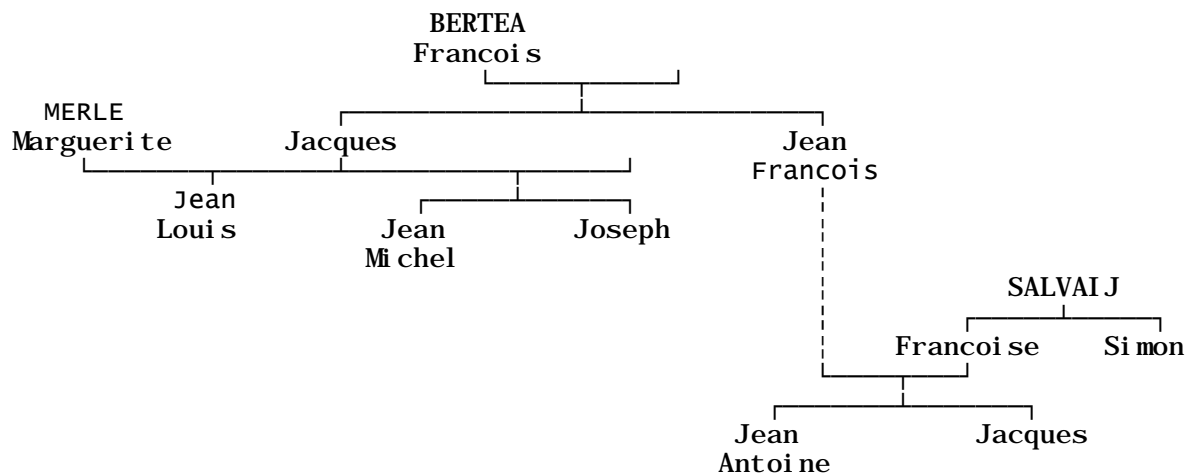 BERTEA
Francois
MERLE
Marguerite Jacques Jean
Francois
Jean
Louis Jean Joseph
Michel
SALVAIJ
Francoise Simon
Jean Jacques
Antoine